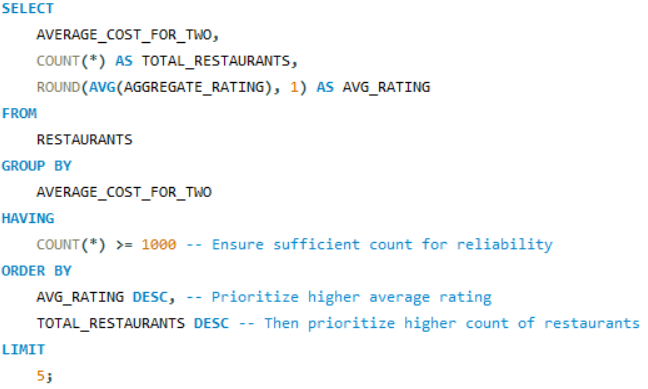 SELECT
AVERAGE_COST_FOR_TWO,
COUNT(*) AS TOTAL_RESTAURANTS,
ROUND(AVG(AGGREGATE_RATING), 1) AS AVG_RATING
FROM
RESTAURANTS
GROUP BY
AVERAGE_COST_FOR_TWO
HAVING
COUNT(*) >= 1000 -- Ensure sufficient count for reliability
ORDER BY
AVG_RATING DESC, -- Prioritize higher average rating
TOTAL_RESTAURANTS DESC -- Then prioritize higher count of restaurants
LIMIT
5;